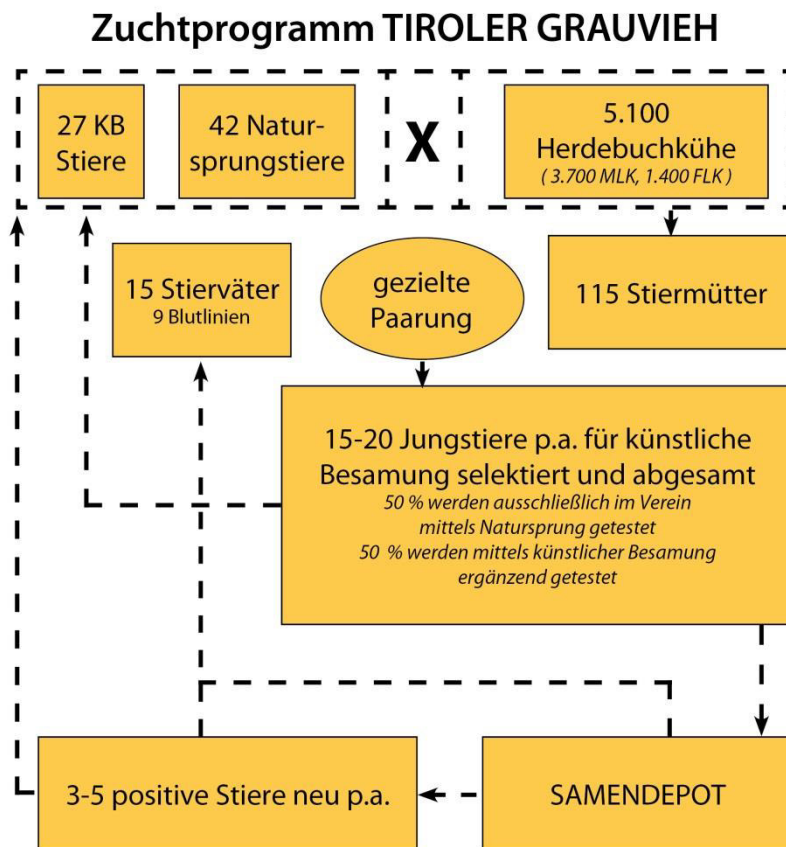 Zuchtprogramm TIROLER GRAUVIEH
27 KB
Stiere
42 Natur-
sprungstiere
X
5.100
Herdebuchkühe
( 3.700 MLK, 1.400 FLK )
15 Stierväter
9 Blutlinien
gezielte
Paarung
115 Stiermütter
15-20 Jungstiere p.a. für künstliche
Besamung selektiert und abgesamt
50 % werden ausschließlich im Verein
mittels Natursprung getestet
50 % werden mittels künstlicher Besamung
ergänzend getestet
3-5 positive Stiere neu p.a.
SAMENDEPOT